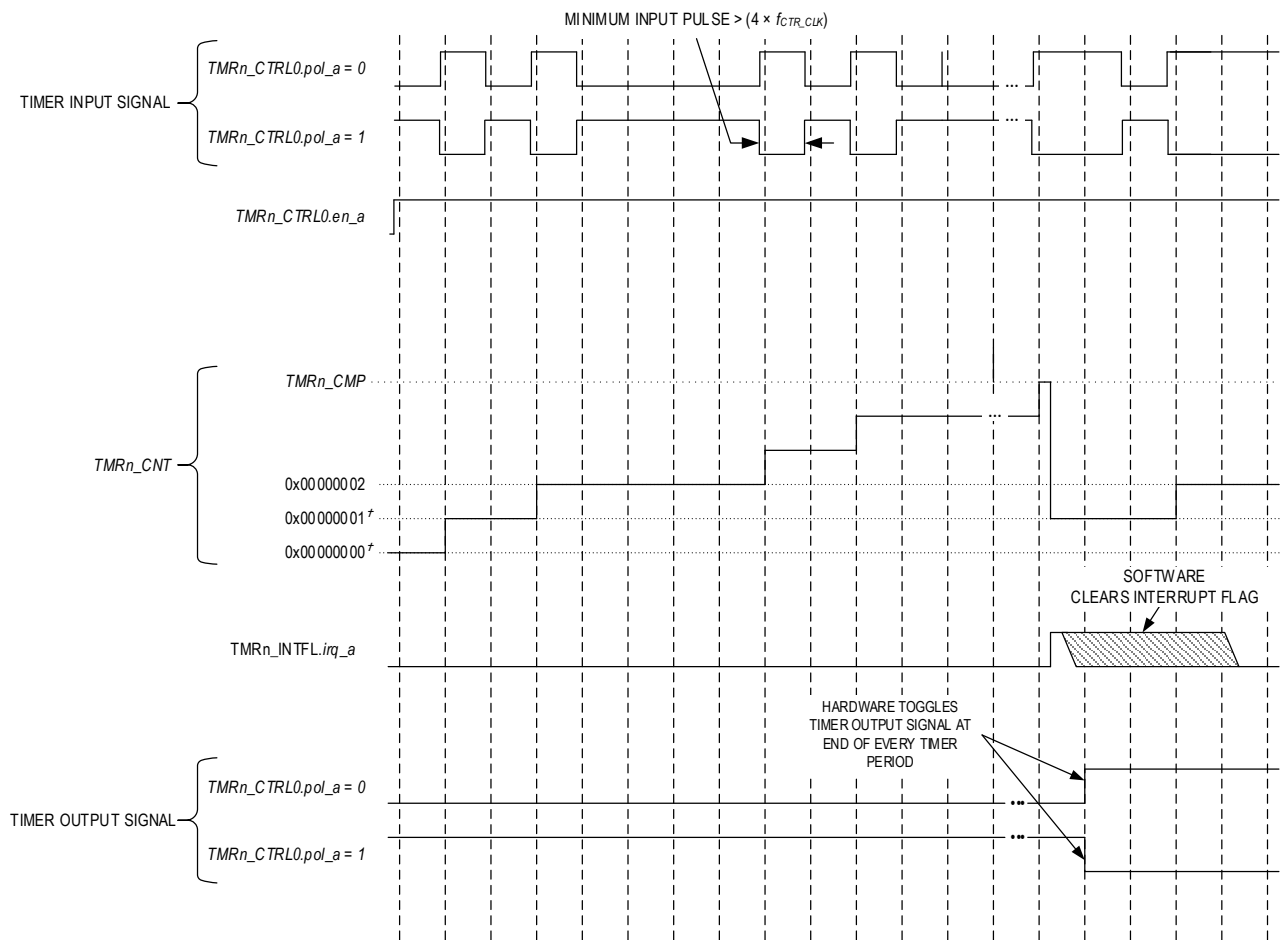 MINIMUM INPUT PULSE > (4 × fCTR_CLK)
TMRn_CTRL0.pol_a = 0
TIMER INPUT SIGNAL
TMRn_CTRL0.pol_a = 1
...
...
TMRn_CTRL0.en_a
TMRn_CMP
...
TMRn_CNT
0x00000002
0x00000001†
0x00000000†
SOFTWARE
CLEARS INTERRUPT FLAG
TMRn_INTFL.irq_a
HARDWARE TOGGLES
TIMER OUTPUT SIGNAL AT
END OF EVERY TIMER
PERIOD
TMRn_CTRL0.pol_a = 0
...
TIMER OUTPUT SIGNAL
...
TMRn_CTRL0.pol_a = 1